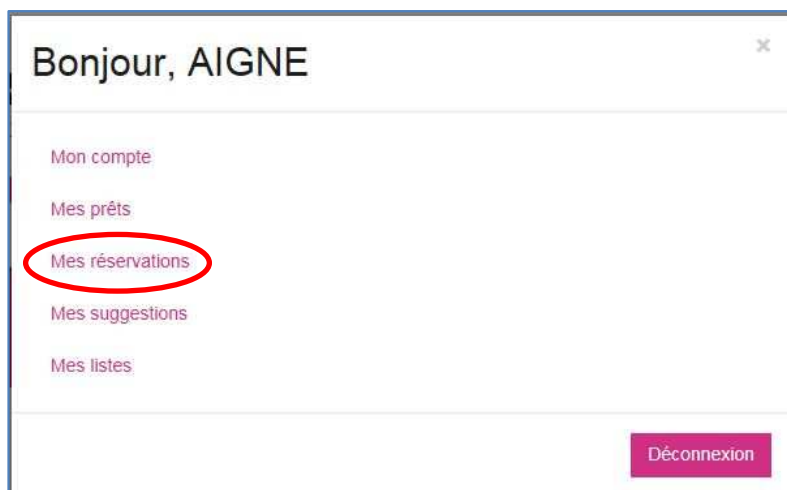 Bonjour, AIGNE
×
Mon compte
Mes prêts
Mes réservations
Mes suggestions
Mes listes
Déconnexion